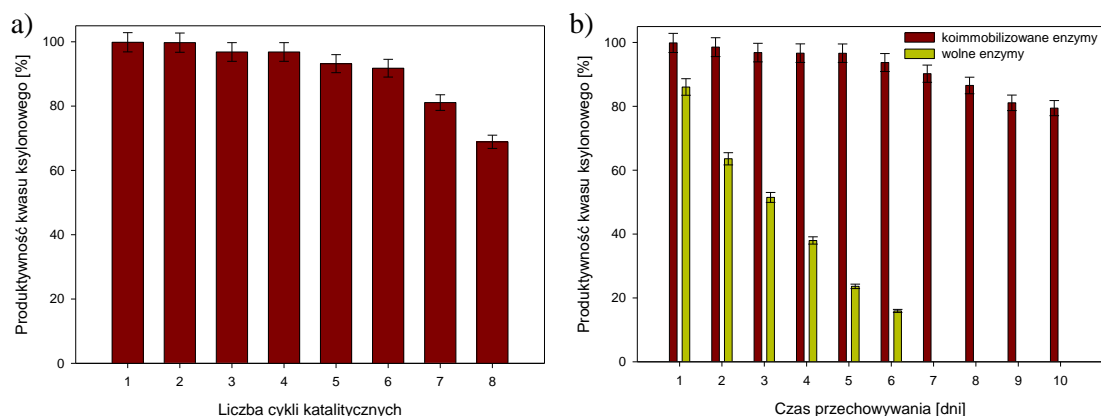 a)
Produktywność kwasu ksylonowego [%]
100
80
60
40
20
0
1 2 3 4 5 6 7 8
Liczba cykli katalitycznych
b)
Produktywność kwasu ksylonowego [%]
100
80
60
40
20
0
koimmobilizowane enzymy
wolne enzymy
1 2 3 4 5 6 7 8 9 10
Czas przechowywania [dni]